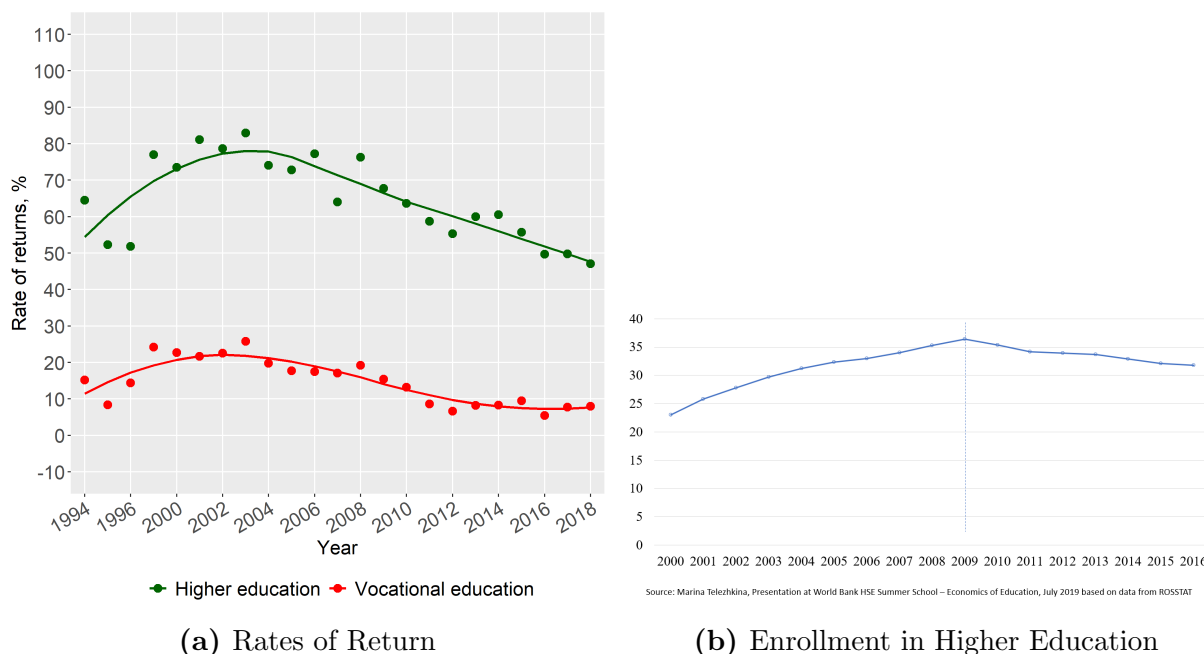 110
100
90
80
70
60
50
40
30
20
10
0
-10
Rate of returns, %
1994 1996 2000 2002 2004 2006 2008 2010 2012 2014 2016 2018
Year
Higher education Vocational education
(a) Rates of Return
40
35
30
25
20
15
10
5
0
2000 2001 2002 2003 2004 2005 2006 2007 2008 2009 2010 2011 2012 2013 2014 2015 2016
Source: Marina Telezhkina, Presentation at World Bank HSE Summer School – Economics of Education, July 2019 based on data from ROSSTAT
(b) Enrollment in Higher Education